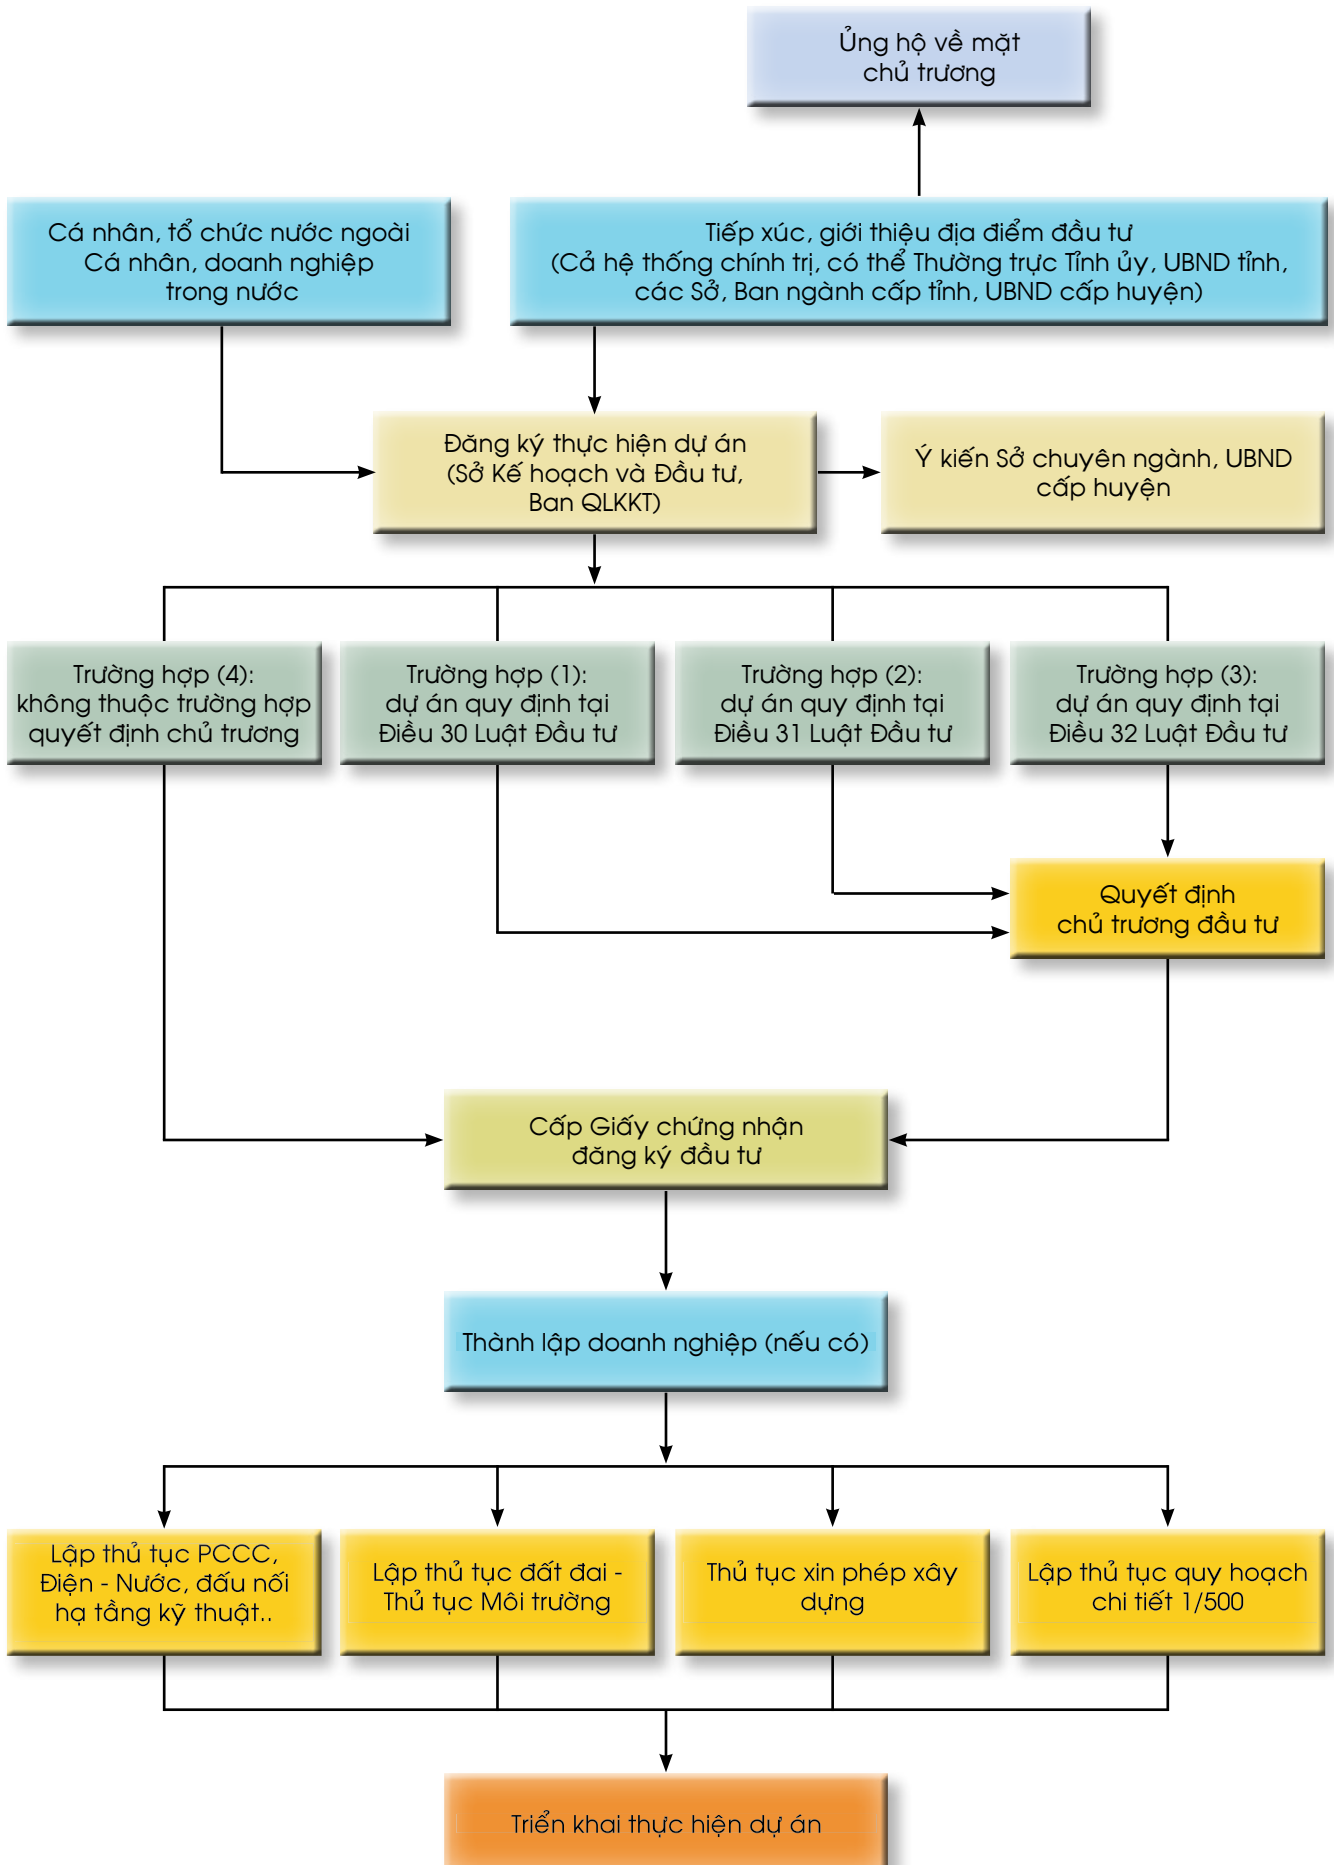 Ủng hộ về mặt
chủ trương
Cá nhân, tổ chức nước ngoài
Cá nhân, doanh nghiệp
trong nước
Tiếp xúc, giới thiệu địa điểm đầu tư
(Cả hệ thống chính trị, có thể Thường trực Tỉnh ủy, UBND tỉnh,
các Sở, Ban ngành cấp tỉnh, UBND cấp huyện)
Đăng ký thực hiện dự án
(Sở Kế hoạch và Đầu tư,
Ban QLKKT)
Ý kiến Sở chuyên ngành, UBND
cấp huyện
Trường hợp (4):
không thuộc trường hợp
quyết định chủ trương
Trường hợp (1):
dự án quy định tại
Điều 30 Luật Đầu tư
Trường hợp (2):
dự án quy định tại
Điều 31 Luật Đầu tư
Trường hợp (3):
dự án quy định tại
Điều 32 Luật Đầu tư
Quyết định
chủ trương đầu tư
Cấp Giấy chứng nhận
đăng ký đầu tư
Thành lập doanh nghiệp (nếu có)
Lập thủ tục PCCC,
Điện - Nước, đấu nối
hạ tầng kỹ thuật..
Lập thủ tục đất đai -
Thủ tục Môi trường
Thủ tục xin phép xây
dựng
Lập thủ tục quy hoạch
chi tiết 1/500
Triển khai thực hiện dự án